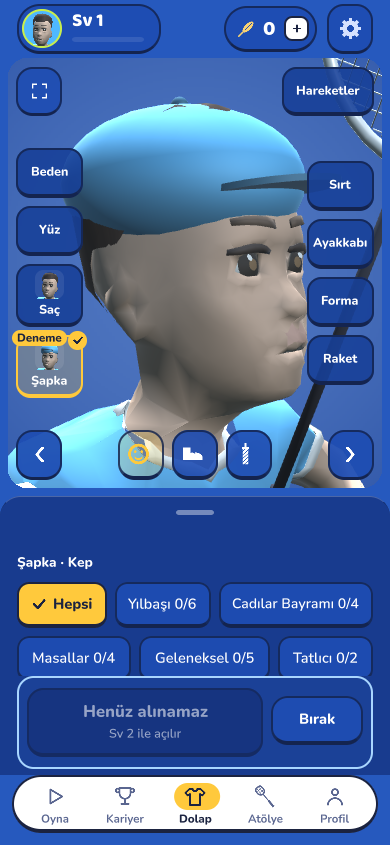 Sv 1
0
+
Hareketler
Beden
Sırt
Yüz
Ayakkabı
Saç
Forma
Deneme
Şapka
Raket
Şapka · Kep
Hepsi
Yılbaşı 0/6
Cadılar Bayramı 0/4
Masallar 0/4
Geleneksel 0/5
Tatlıcı 0/2
Henüz alınamaz
Sv 2 ile açılır
Bırak
Oyna
Kariyer
Dolap
Atölye
Profil